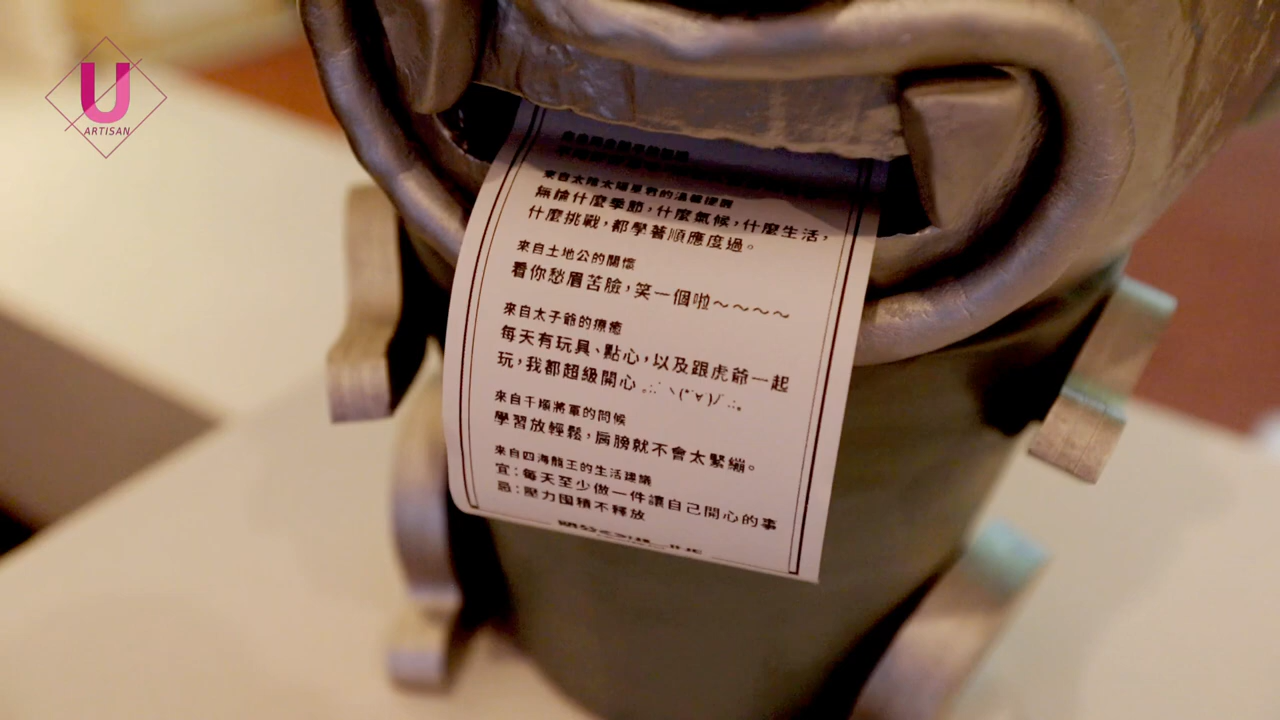 U
ARTISAN
來自太陰太陽星君的溫馨提醒
無論什麼季節，什麼氣候，什麼生活，
什麼挑戰，都學著順應度過。
來自土地公的關懷
看你愁眉苦臉，笑一個啦～～～～
來自太子爺的療癒
每天有玩具、點心，以及跟虎爺一起
玩，我都超級開心
來自千順將軍的問候
學習放輕鬆，肩膀就不會太緊繃。
來自四海龍王的生活建議
宜：每天至少做一件讓自己開心的事
忌：壓力囤積不釋放